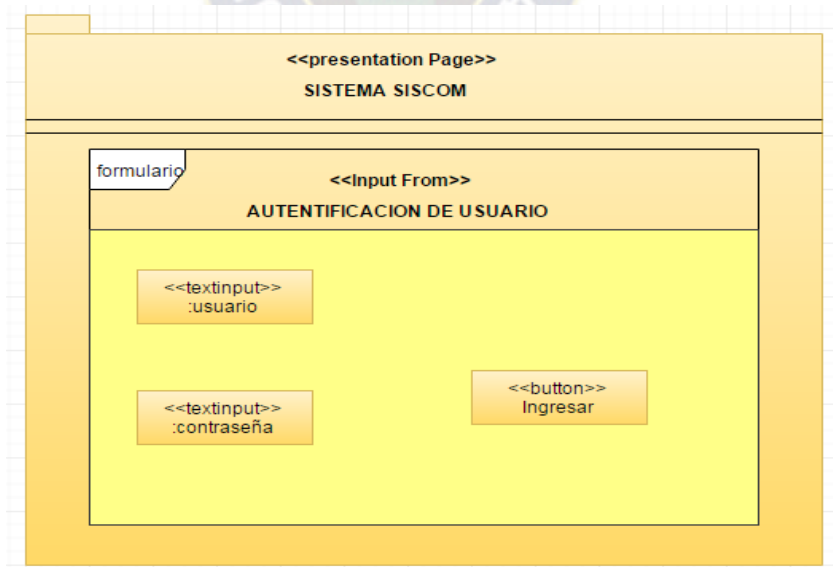 <<presentation Page>>
SISTEMA SISCOM
formulario
<<Input From>>
AUTENTIFICACION DE USUARIO
<<textinput>>
:usuario
<<button>>
Ingresar
<<textinput>>
:contraseña